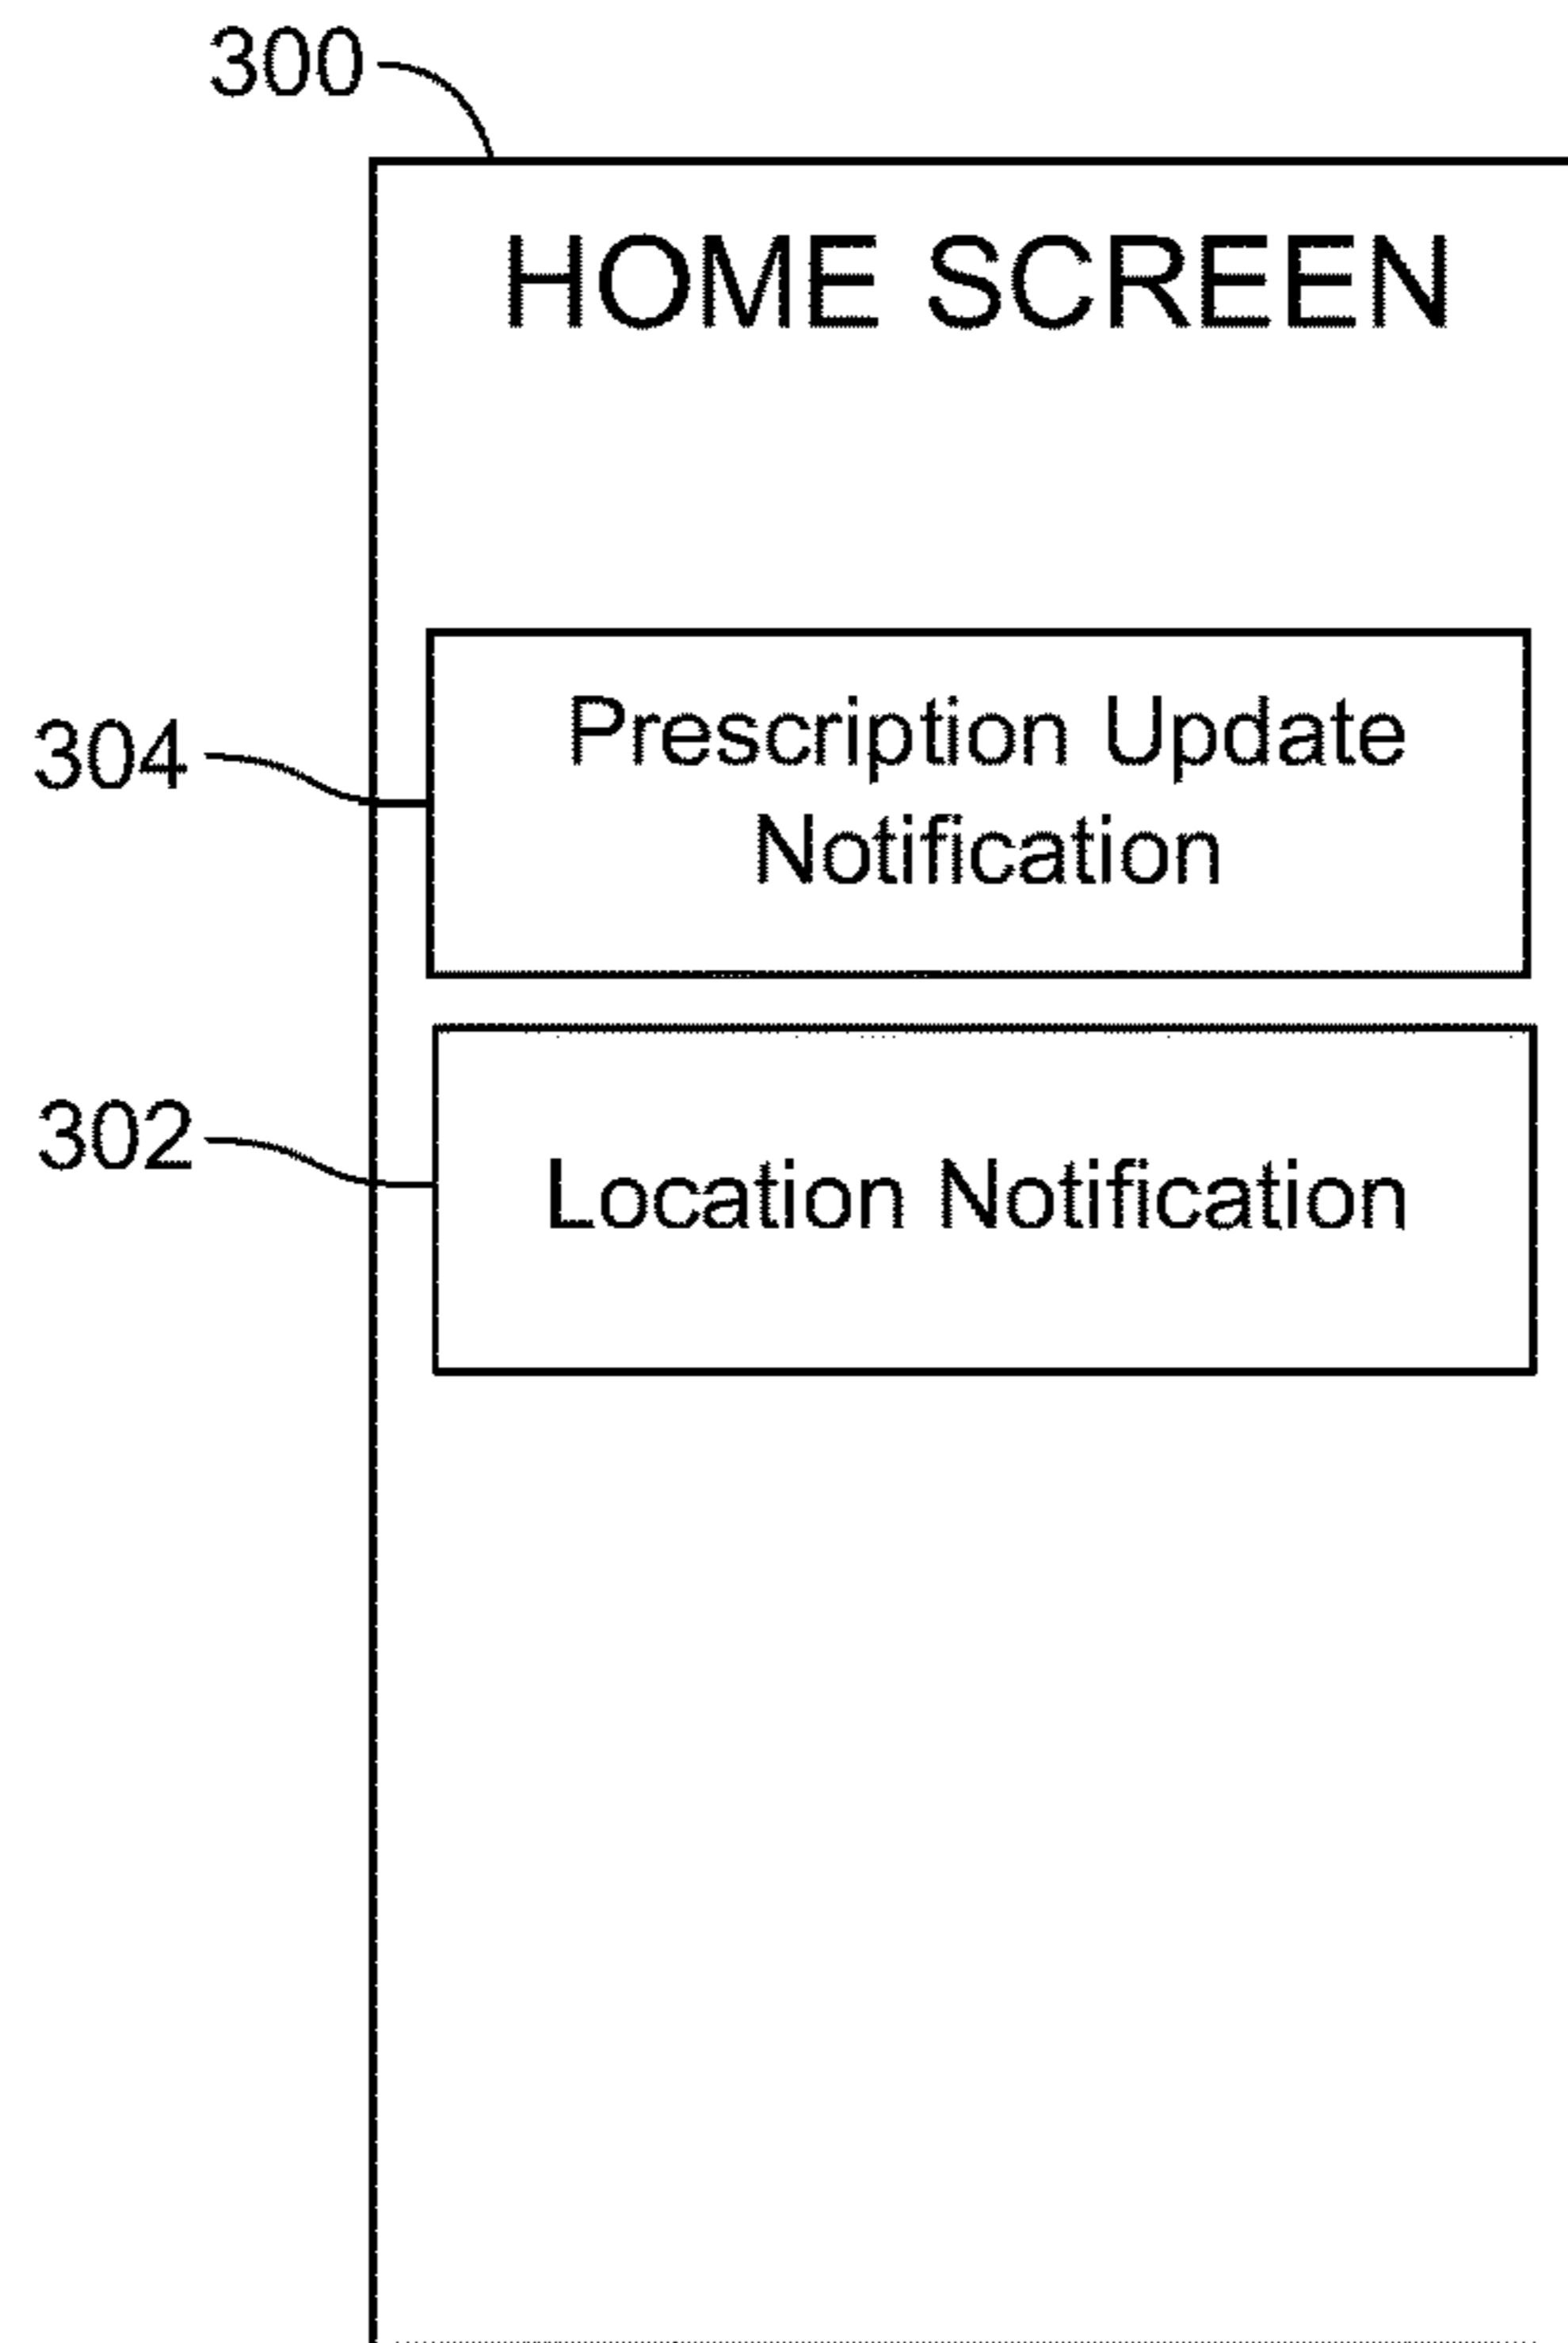 300
HOME SCREEN
304
Prescription Update
Notification
302
Location Notification